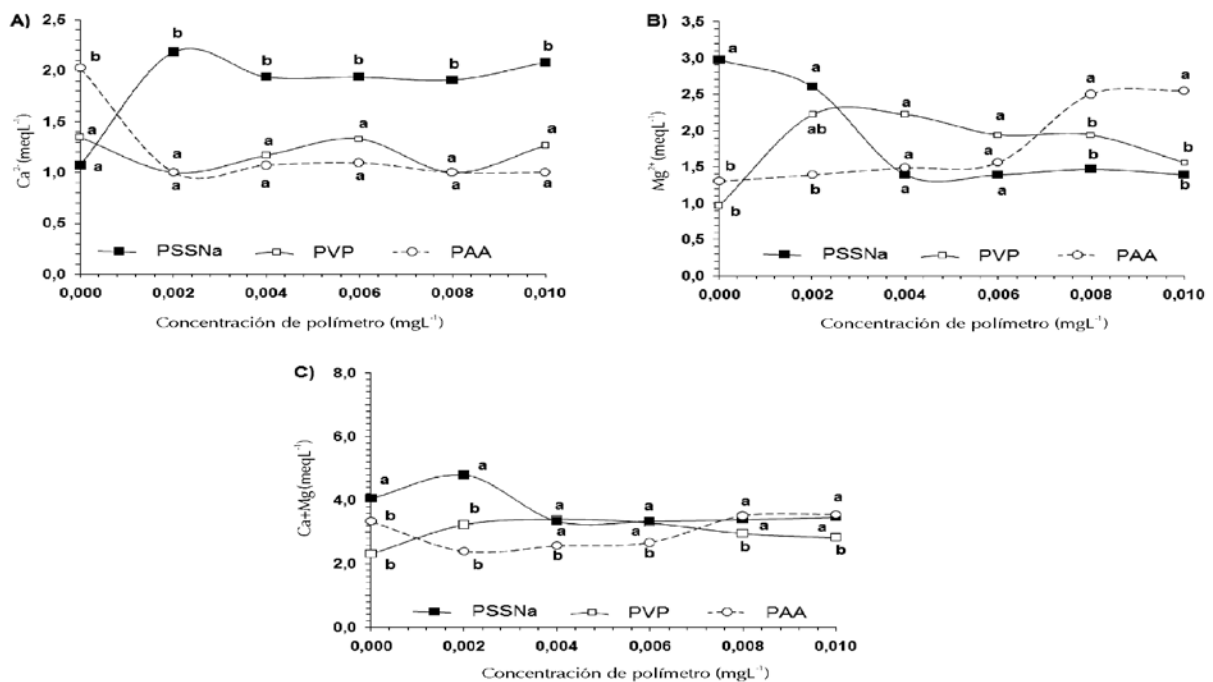 A)
2,5
2,0
1,5
1,0
0,5
0,0
Ca²⁺ (meqL⁻¹)
b b b b b b
a a a a a
a a a a a a
PSSNa PVP PAA
0,000 0,002 0,004 0,006 0,008 0,010
Concentración de polímetro (mgL⁻¹)
B)
3,5
3,0
2,5
2,0
1,5
1,0
0,5
0,0
Mg²⁺ (meqL⁻¹)
a a a a a a
ab b b
b a a b
b b a a b
PSSNa PVP PAA
0,000 0,002 0,004 0,006 0,008 0,010
Concentración de polímetro (mgL⁻¹)
C)
8,0
6,0
4,0
2,0
0,0
Ca+Mg(meqL⁻¹)
a a a a a a
b b a a a a
b b b b b b
PSSNa PVP PAA
0,000 0,002 0,004 0,006 0,008 0,010
Concentración de polímetro (mgL⁻¹)